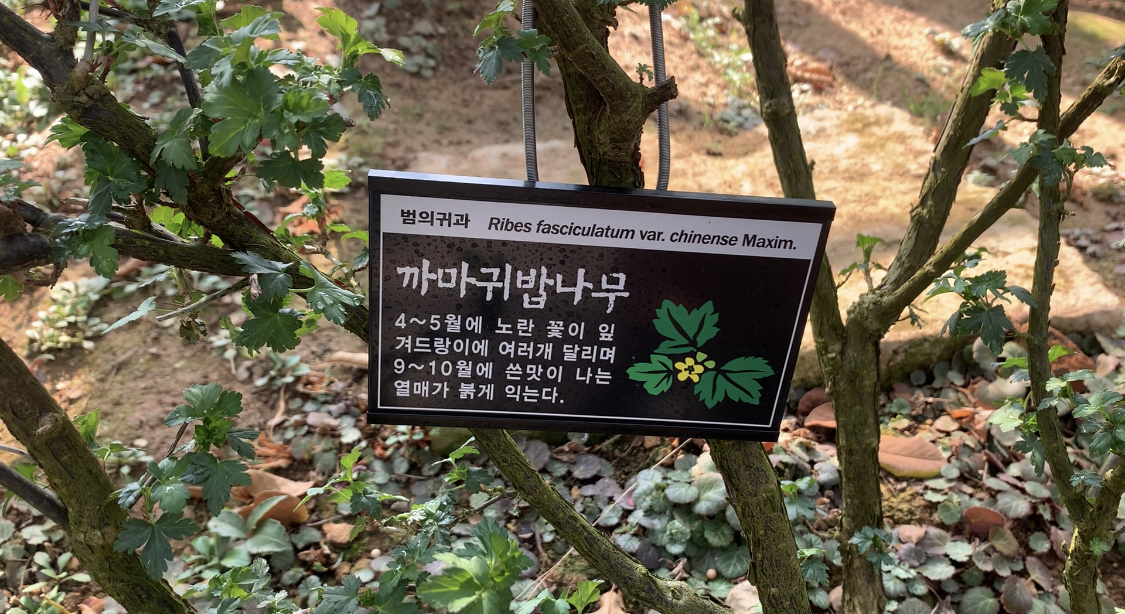 범의귀과 Ribes fasciculatum var. chinense Maxim.
까마귀밥나무
4~5월에 노란 꽃이 잎
겨드랑이에 여러개 달리며
9~10월에 쓴맛이 나는
열매가 붉게 익는다.